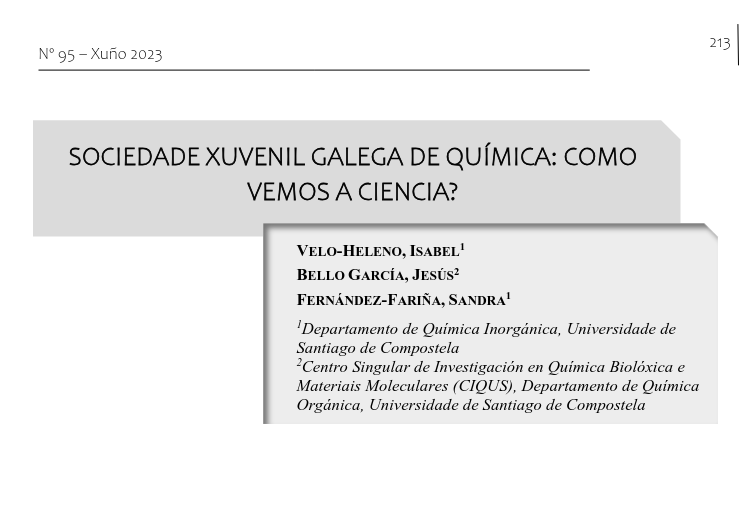 Nº 95 – Xuño 2023
213
SOCIEDADE XUVENIL GALEGA DE QUÍMICA: COMO
VEMOS A CIENCIA?
VELO-HELENO, ISABEL¹
BELLO GARCÍA, JESÚS²
FERNÁNDEZ-FARIÑA, SANDRA¹
¹Departamento de Química Inorgánica, Universidade de
Santiago de Compostela
²Centro Singular de Investigación en Química Biolóxica e
Materiais Moleculares (CIQUS), Departamento de Química
Orgánica, Universidade de Santiago de Compostela